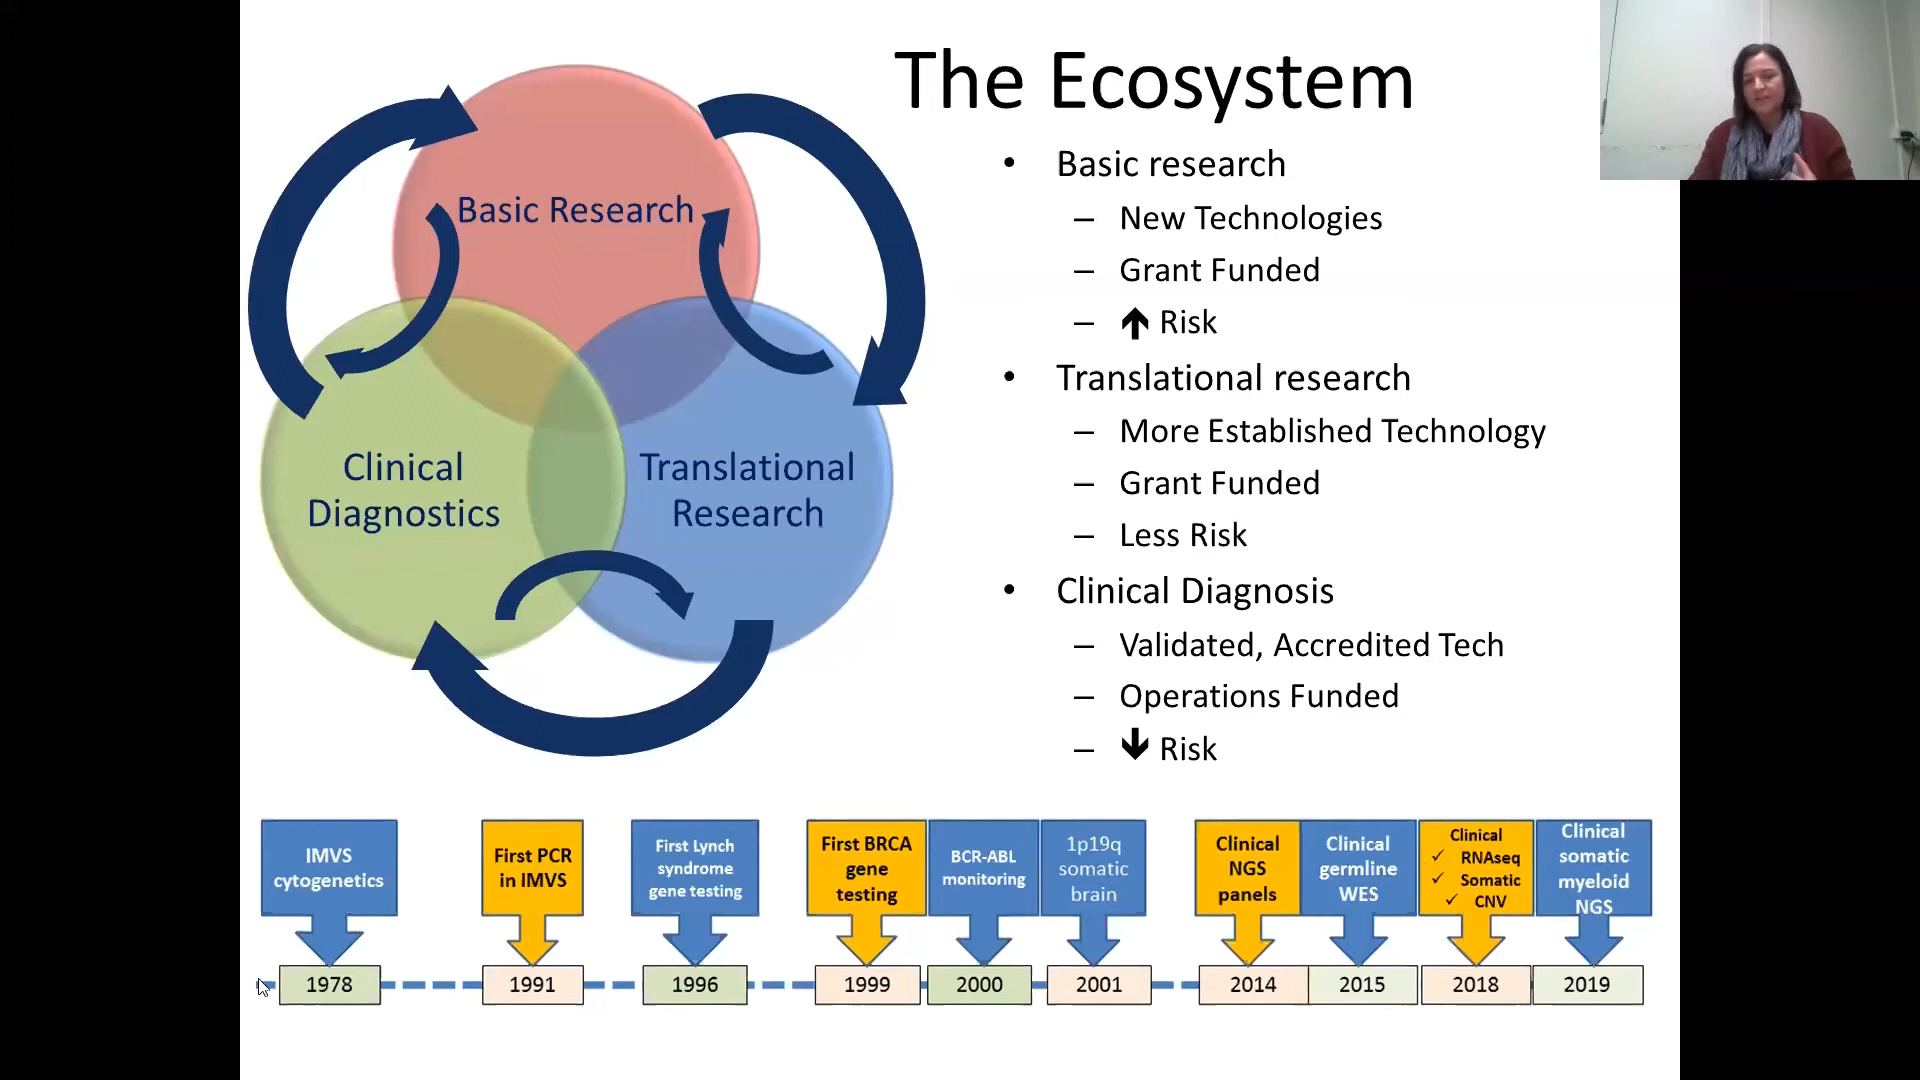 The Ecosystem
Basic Research
Clinical
Diagnostics
Translational
Research
• Basic research
– New Technologies
– Grant Funded
– 🡅 Risk
• Translational research
– More Established Technology
– Grant Funded
– Less Risk
• Clinical Diagnosis
– Validated, Accredited Tech
– Operations Funded
– 🡇 Risk
IMVS
cytogenetics
1978
First PCR
in IMVS
1991
First Lynch
syndrome
gene testing
1996
First BRCA
gene
testing
1999
BCR-ABL
monitoring
2000
1p19q
somatic
brain
2001
Clinical
NGS
panels
2014
Clinical
germline
WES
2015
Clinical
✓ RNAseq
✓ Somatic
✓ CNV
2018
Clinical
somatic
myeloid
NGS
2019